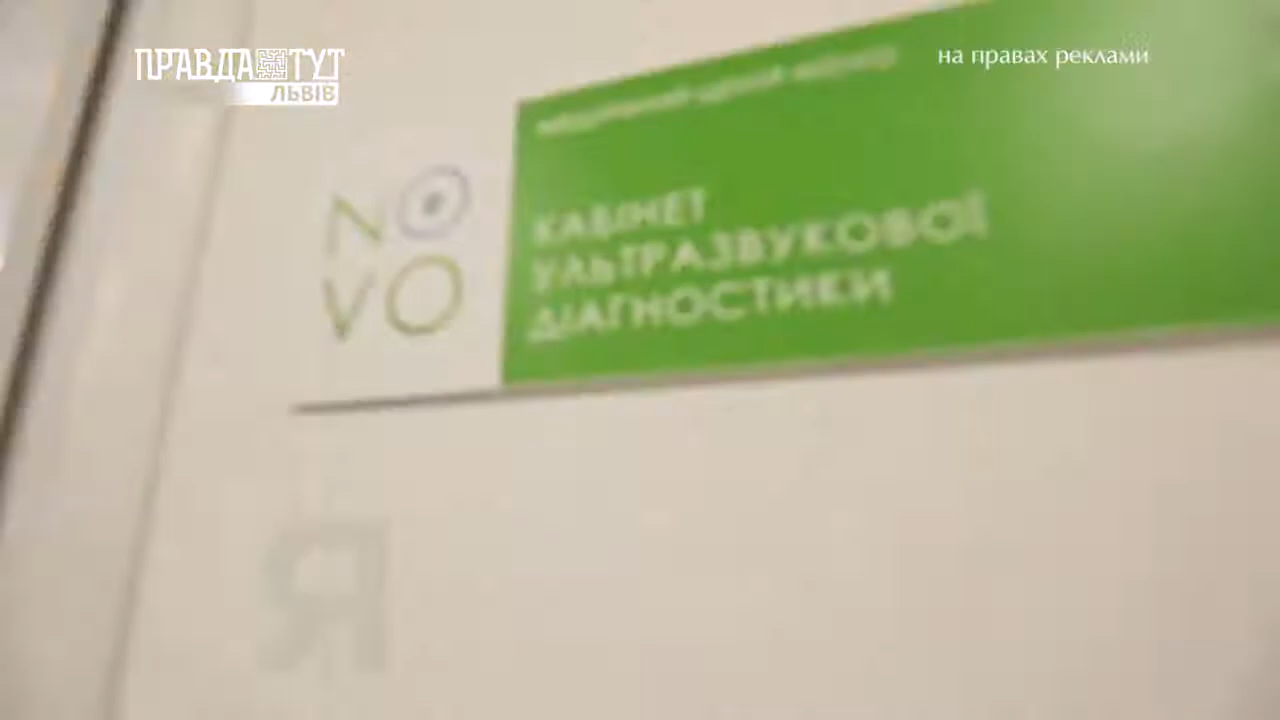 ПРАВДА ТУТ
ЛЬВІВ
на правах реклами
NO
VO
КАБІНЕТ
УЛЬТРАЗВУКОВОЇ
ДІАГНОСТИКИ
Я